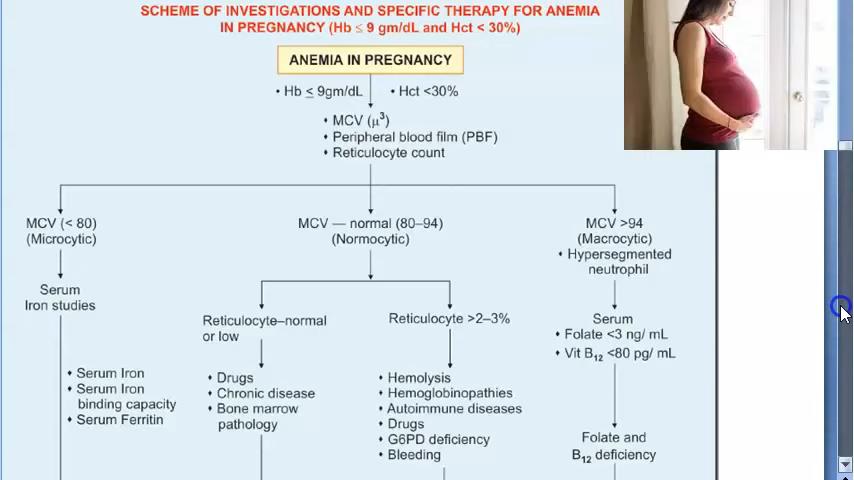 SCHEME OF INVESTIGATIONS AND SPECIFIC THERAPY FOR ANEMIA
IN PREGNANCY (Hb ≤ 9 gm/dL and Hct < 30%)
ANEMIA IN PREGNANCY
• Hb ≤ 9gm/dL • Hct <30%
♦ MCV (μ³)
♦ Peripheral blood film (PBF)
♦ Reticulocyte count
MCV (< 80)
(Microcytic)
Serum
Iron studies
♦ Serum Iron
♦ Serum Iron
binding capacity
♦ Serum Ferritin
MCV — normal (80–94)
(Normocytic)
Reticulocyte–normal
or low
♦ Drugs
♦ Chronic disease
♦ Bone marrow
pathology
Reticulocyte >2–3%
♦ Hemolysis
♦ Hemoglobinopathies
♦ Autoimmune diseases
♦ Drugs
♦ G6PD deficiency
♦ Bleeding
MCV >94
(Macrocytic)
♦ Hypersegmented
neutrophil
Serum
♦ Folate <3 ng/ mL
♦ Vit B₁₂ <80 pg/ mL
Folate and
B₁₂ deficiency